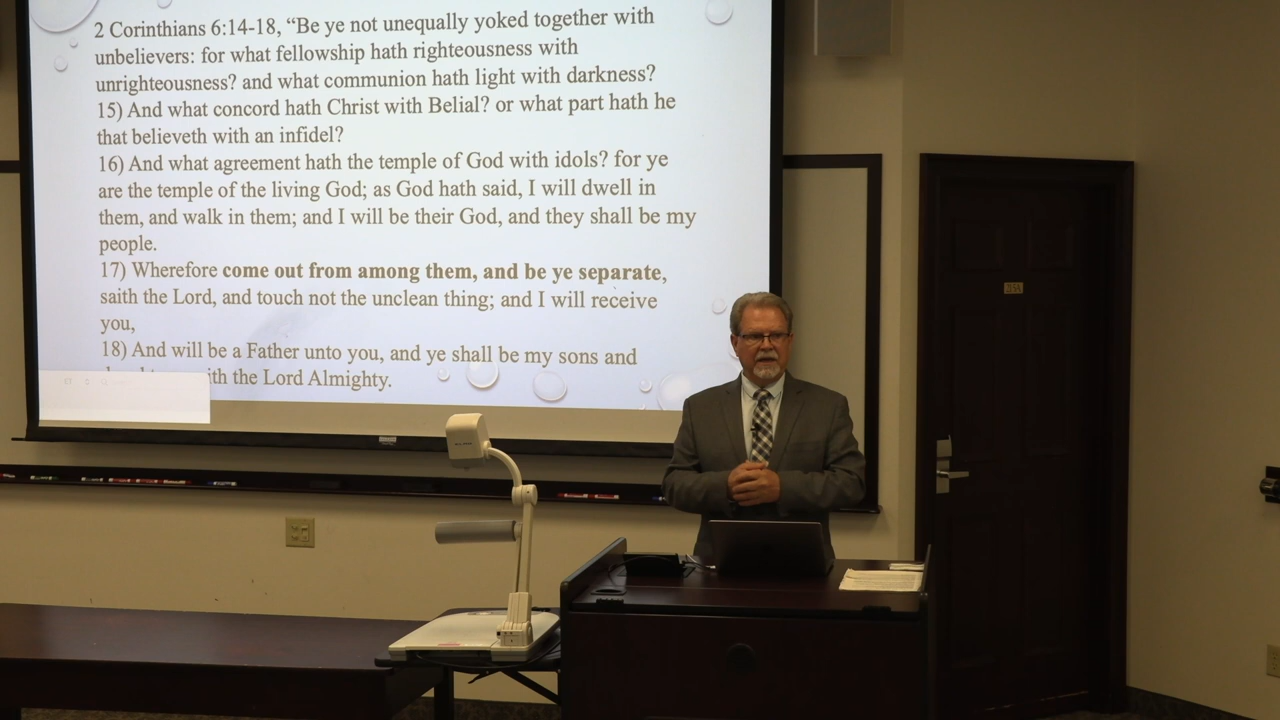 2 Corinthians 6:14-18, “Be ye not unequally yoked together with
unbelievers: for what fellowship hath righteousness with
unrighteousness? and what communion hath light with darkness?
15) And what concord hath Christ with Belial? or what part hath he
that believeth with an infidel?
16) And what agreement hath the temple of God with idols? for ye
are the temple of the living God; as God hath said, I will dwell in
them, and walk in them; and I will be their God, and they shall be my
people.
17) Wherefore come out from among them, and be ye separate,
saith the Lord, and touch not the unclean thing; and I will receive
you,
18) And will be a Father unto you, and ye shall be my sons and
the Lord Almighty.